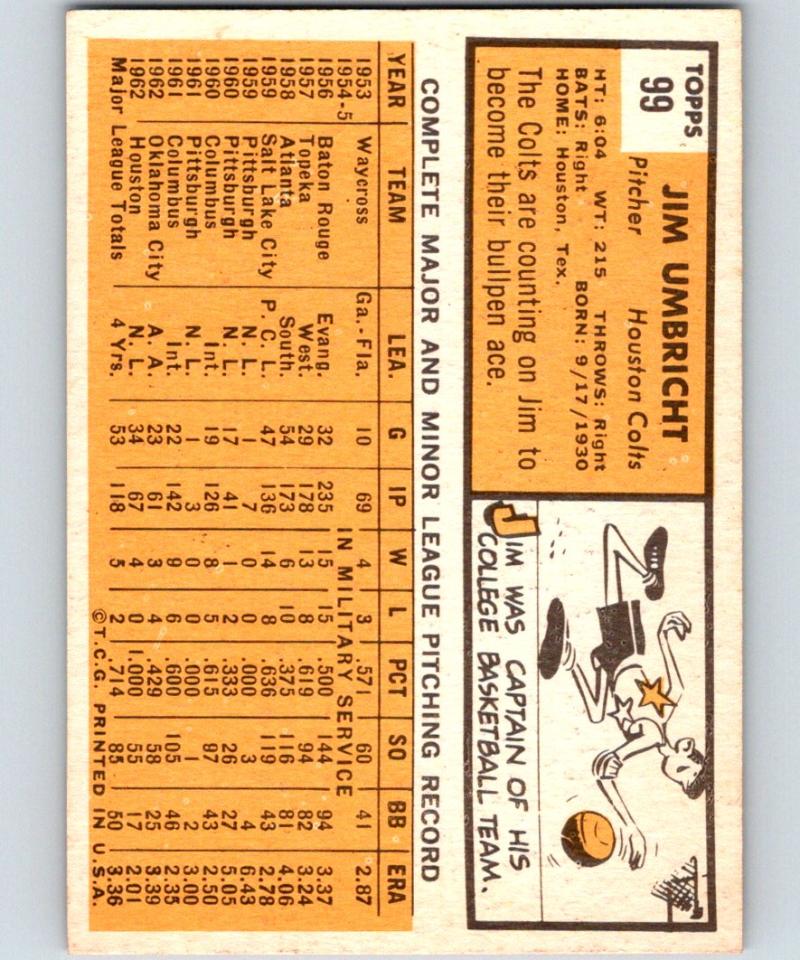 TOPPS
99
JIM UMBRICHT
Pitcher Houston Colts
HT: 6:04 WT: 215 THROWS: Right
BATS: Right BORN: 9/17/1930
HOME: Houston, Tex.
The Colts are counting on Jim to
become their bullpen ace.
JIM WAS CAPTAIN OF HIS
COLLEGE BASKETBALL TEAM.
COMPLETE MAJOR AND MINOR LEAGUE PITCHING RECORD
YEAR TEAM LEA. G IP W L PCT SO BB ERA
1953 Waycross Ga.-Fla. 10 69 4 3 .571 60 41 2.87
1954-5 IN MILITARY SERVICE
1956 Baton Rouge Evang. 32 235 15 15 .500 144 94 3.37
1957 Topeka West. 29 178 13 8 .619 94 82 3.24
1958 Atlanta South. 54 173 6 10 .375 116 81 4.06
1959 Salt Lake City P. C. L. 47 136 14 8 .636 119 43 2.78
1959 Pittsburgh N. L. 1 7 0 0 .000 3 4 6.43
1960 Pittsburgh N. L. 17 41 1 2 .333 26 27 5.05
1960 Columbus Int. 19 126 8 5 .615 87 43 2.50
1961 Pittsburgh N. L. 1 3 0 0 .000 1 2 3.00
1961 Columbus Int. 22 142 9 6 .600 105 46 2.35
1962 Oklahoma City A. A. 23 61 3 4 .429 58 25 3.39
1962 Houston N. L. 34 67 4 0 1.000 55 17 2.01
Major League Totals 4 Yrs. 53 118 5 2 .714 85 50 3.36
©T.C.G. PRINTED IN U.S.A.